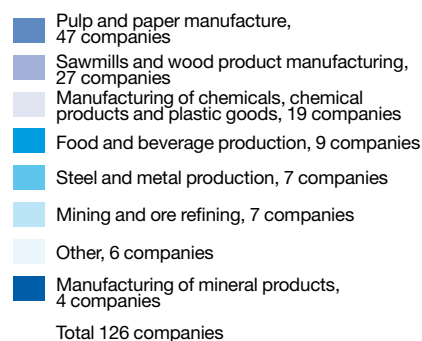 Pulp and paper manufacture,
47 companies
Sawmills and wood product manufacturing,
27 companies
Manufacturing of chemicals, chemical
products and plastic goods, 19 companies
Food and beverage production, 9 companies
Steel and metal production, 7 companies
Mining and ore refining, 7 companies
Other, 6 companies
Manufacturing of mineral products,
4 companies
Total 126 companies